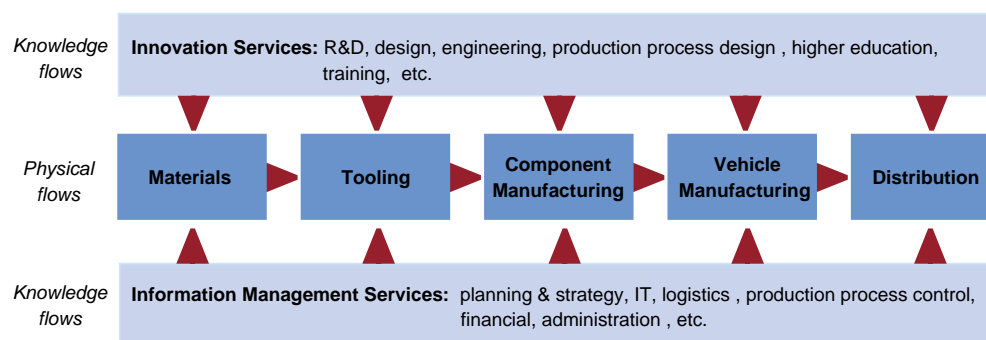 Knowledge
flows
Innovation Services: R&D, design, engineering, production process design , higher education,
training, etc.
Physical
flows
Materials
Tooling
Component
Manufacturing
Vehicle
Manufacturing
Distribution
Knowledge
flows
Information Management Services: planning & strategy, IT, logistics , production process control,
financial, administration , etc.